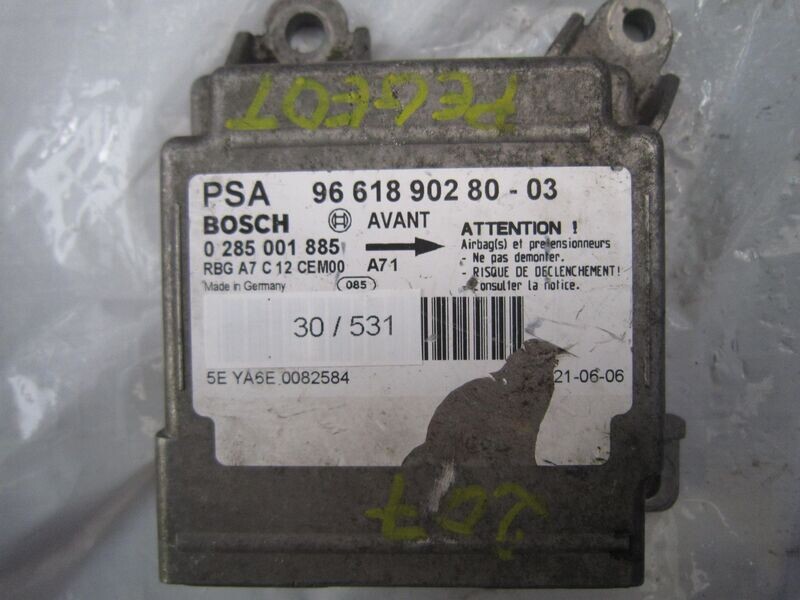 PEGEOT
PSA 96 618 902 80 - 03
BOSCH AVANT
0 285 001 885
RBG A7 C 12 CEM00 A71
Made in Germany 085
ATTENTION !
Airbag(s) et pretensionneurs
- Ne pas demonter.
- RISQUE DE DECLENCHEMENT!
- Consulter la notice.
30 / 531
5E YA6E 0082584 21-06-06
207